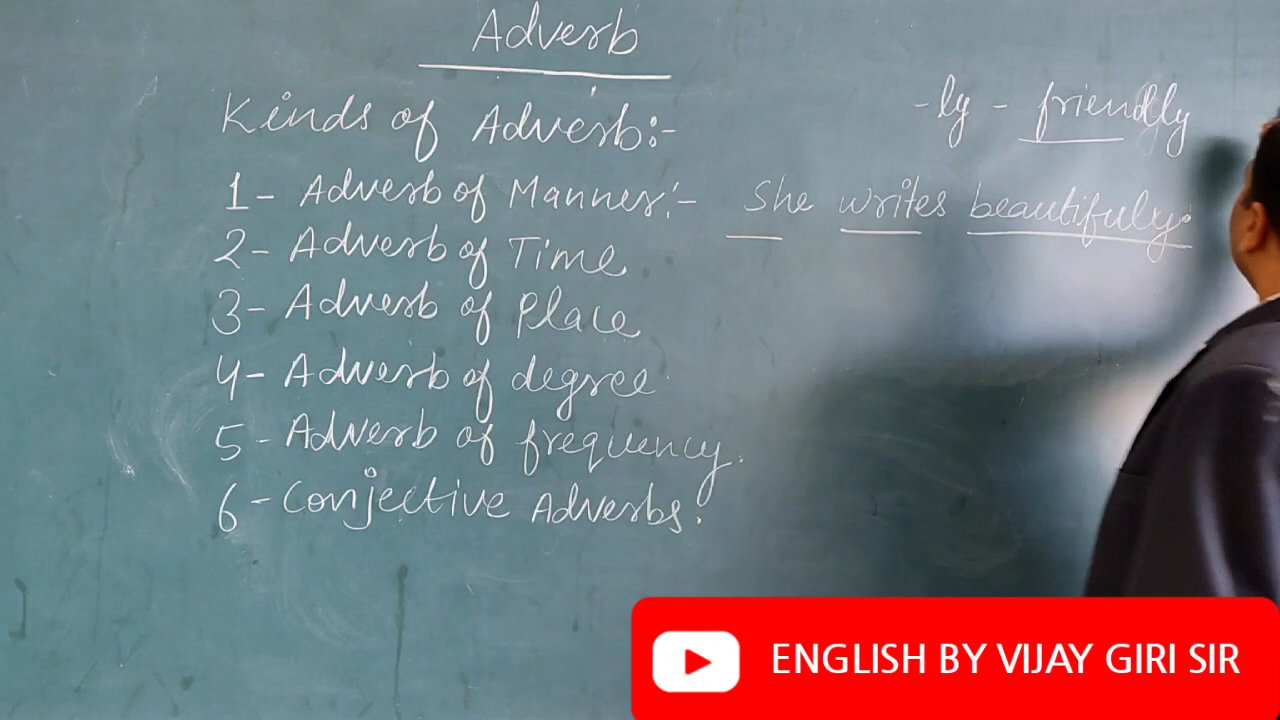 Adverb
Kinds of Adverb:-
-ly - friendly
1- Adverb of Manner:- She writes beautifuly.
2- Adverb of Time
3- Adverb of Place
4- Adverb of degree
5- Adverb of frequency.
6- Conjective Adverbs.
ENGLISH BY VIJAY GIRI SIR